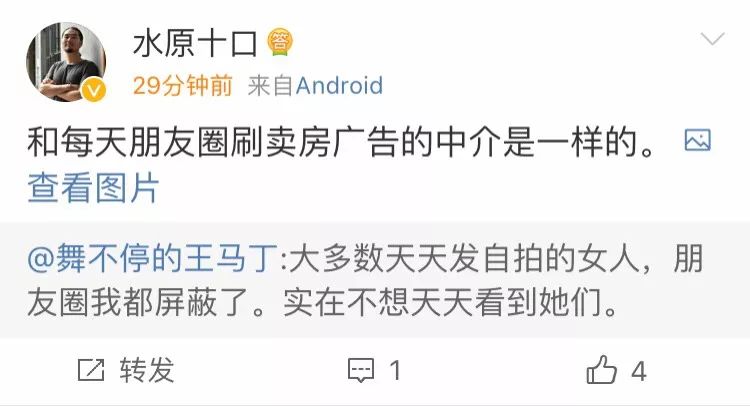 水原十口 答
29分钟前 来自Android
和每天朋友圈刷卖房广告的中介是一样的。
查看图片
@舞不停的王马丁:大多数天天发自拍的女人，朋
友圈我都屏蔽了。实在不想天天看到她们。
转发 1 4